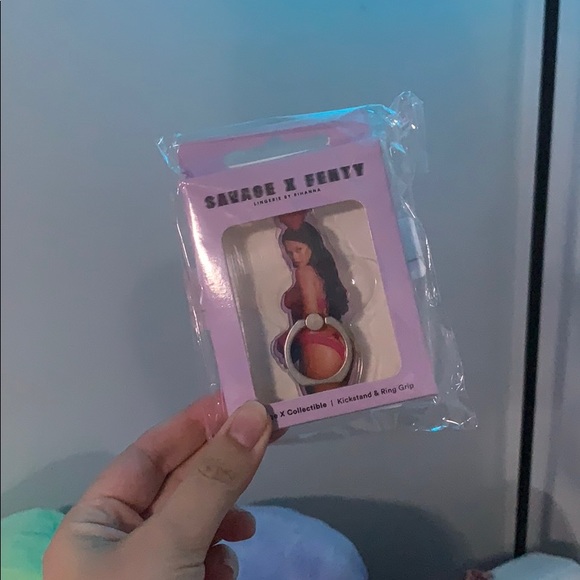 SAVAGE X FENTY
LINGERIE BY RIHANNA
X Collectible | Kickstand & Ring Grip